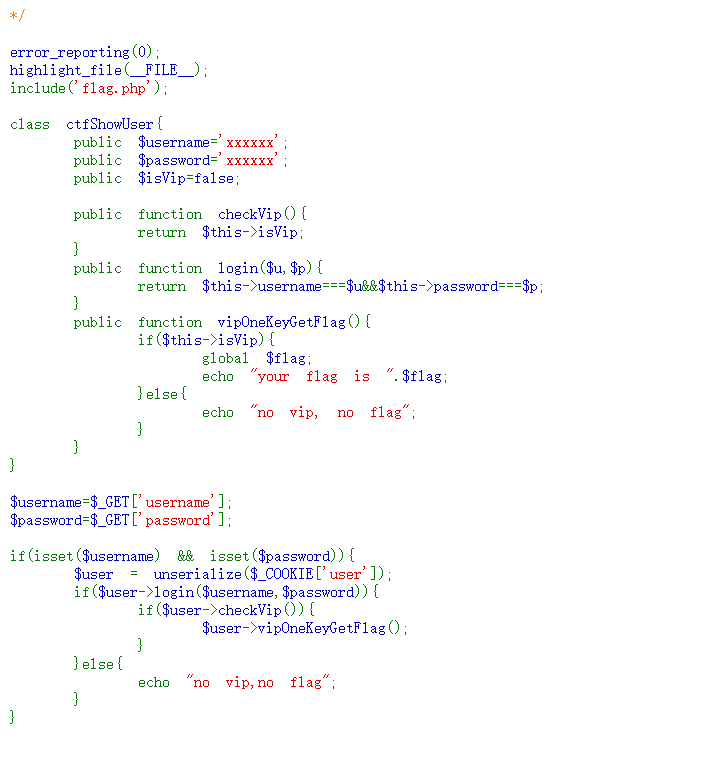 */
error_reporting(0);
highlight_file(__FILE__);
include('flag.php');
class ctfShowUser{
public $username='xxxxxx';
public $password='xxxxxx';
public $isVip=false;
public function checkVip(){
return $this->isVip;
}
public function login($u,$p){
return $this->username===$u&&$this->password===$p;
}
public function vipOneKeyGetFlag(){
if($this->isVip){
global $flag;
echo "your flag is ".$flag;
}else{
echo "no vip, no flag";
}
}
}
$username=$_GET['username'];
$password=$_GET['password'];
if(isset($username) && isset($password)){
$user = unserialize($_COOKIE['user']);
if($user->login($username,$password)){
if($user->checkVip()){
$user->vipOneKeyGetFlag();
}
}else{
echo "no vip,no flag";
}
}